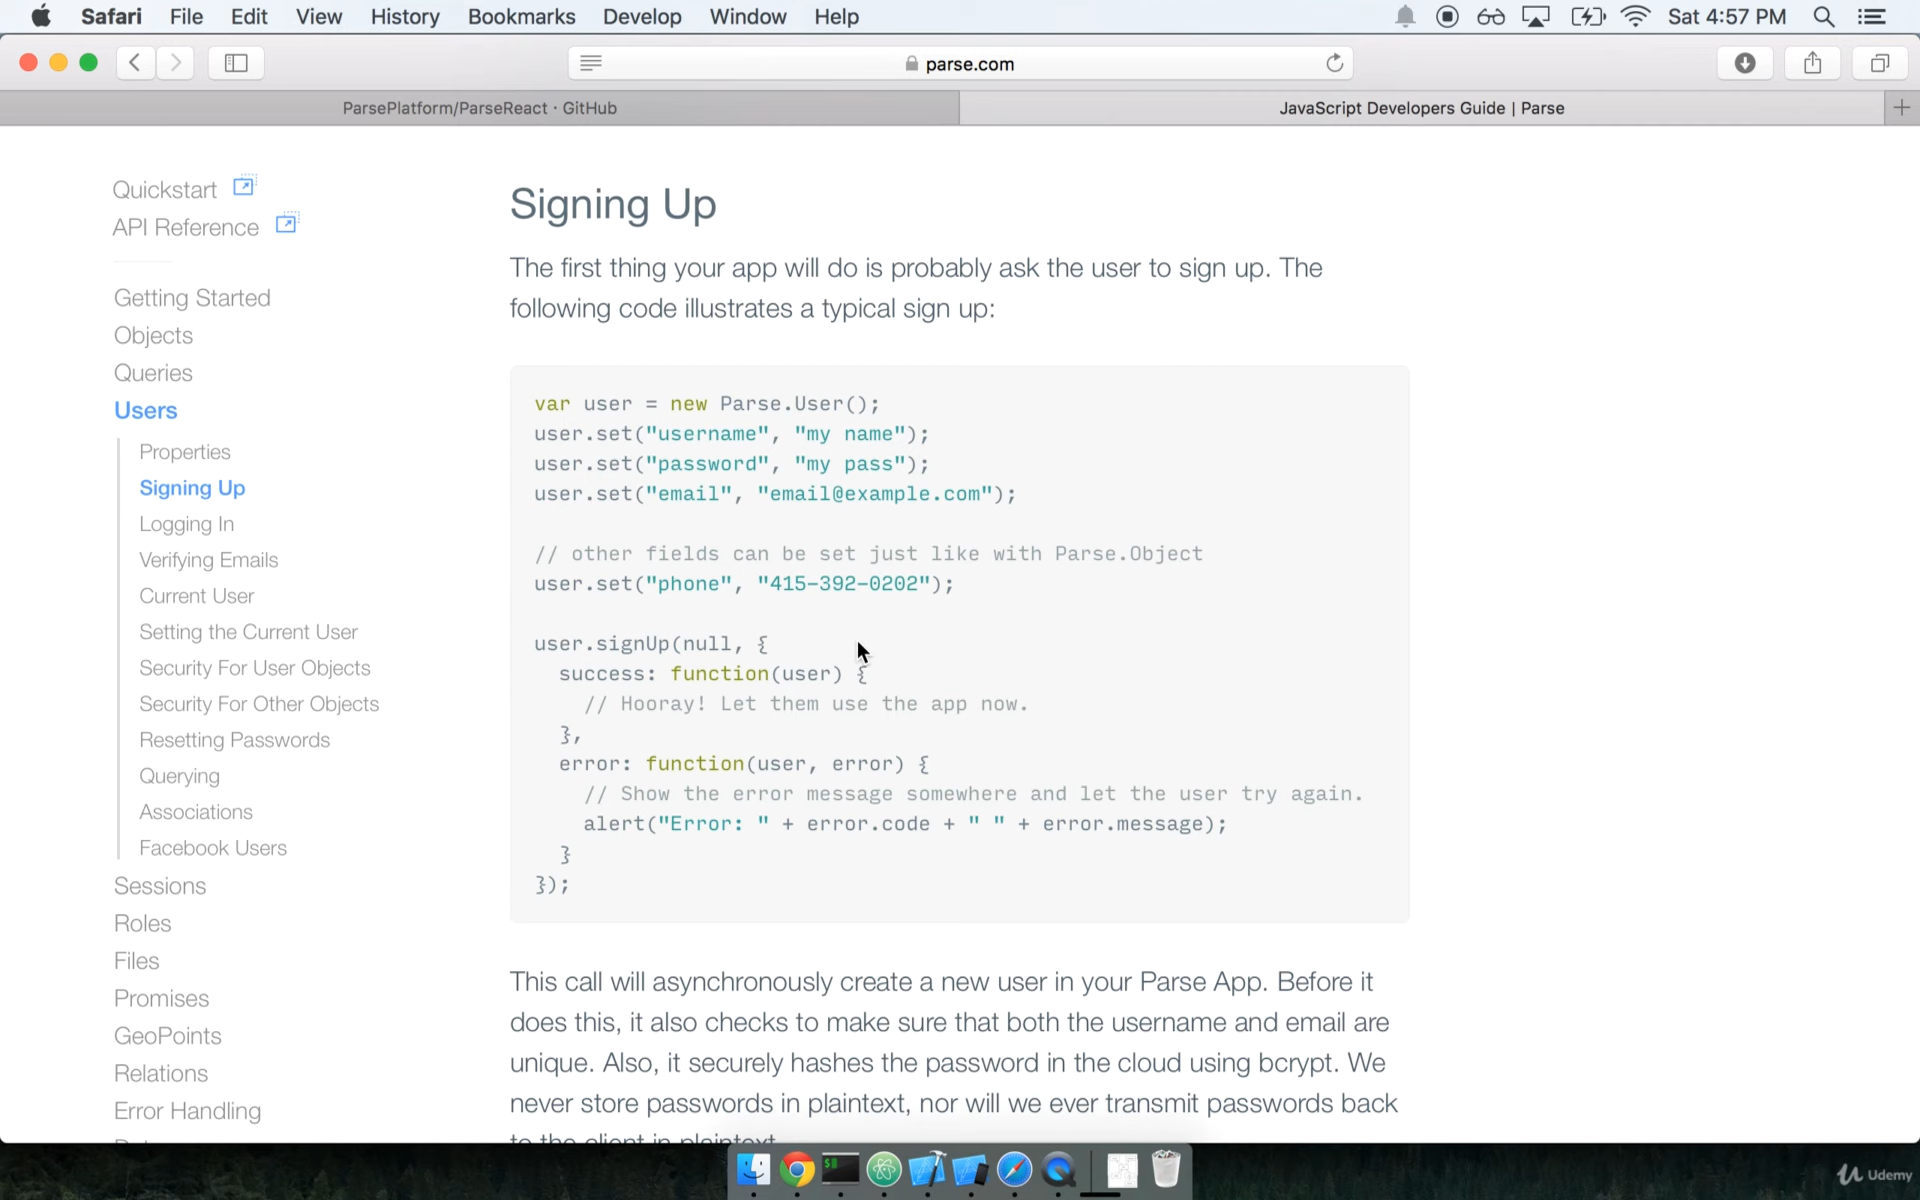 Safari File Edit View History Bookmarks Develop Window Help Sat 4:57 PM
parse.com
ParsePlatform/ParseReact · GitHub
JavaScript Developers Guide | Parse
Quickstart
API Reference
Getting Started
Objects
Queries
Users
Properties
Signing Up
Logging In
Verifying Emails
Current User
Setting the Current User
Security For User Objects
Security For Other Objects
Resetting Passwords
Querying
Associations
Facebook Users
Sessions
Roles
Files
Promises
GeoPoints
Relations
Error Handling
Signing Up
The first thing your app will do is probably ask the user to sign up. The
following code illustrates a typical sign up:
var user = new Parse.User();
user.set("username", "my name");
user.set("password", "my pass");
user.set("email", "email@example.com");
// other fields can be set just like with Parse.Object
user.set("phone", "415-392-0202");
user.signUp(null, {
success: function(user) {
// Hooray! Let them use the app now.
},
error: function(user, error) {
// Show the error message somewhere and let the user try again.
alert("Error: " + error.code + " " + error.message);
}
});
This call will asynchronously create a new user in your Parse App. Before it
does this, it also checks to make sure that both the username and email are
unique. Also, it securely hashes the password in the cloud using bcrypt. We
never store passwords in plaintext, nor will we ever transmit passwords back
to the client in plaintext.
Udemy